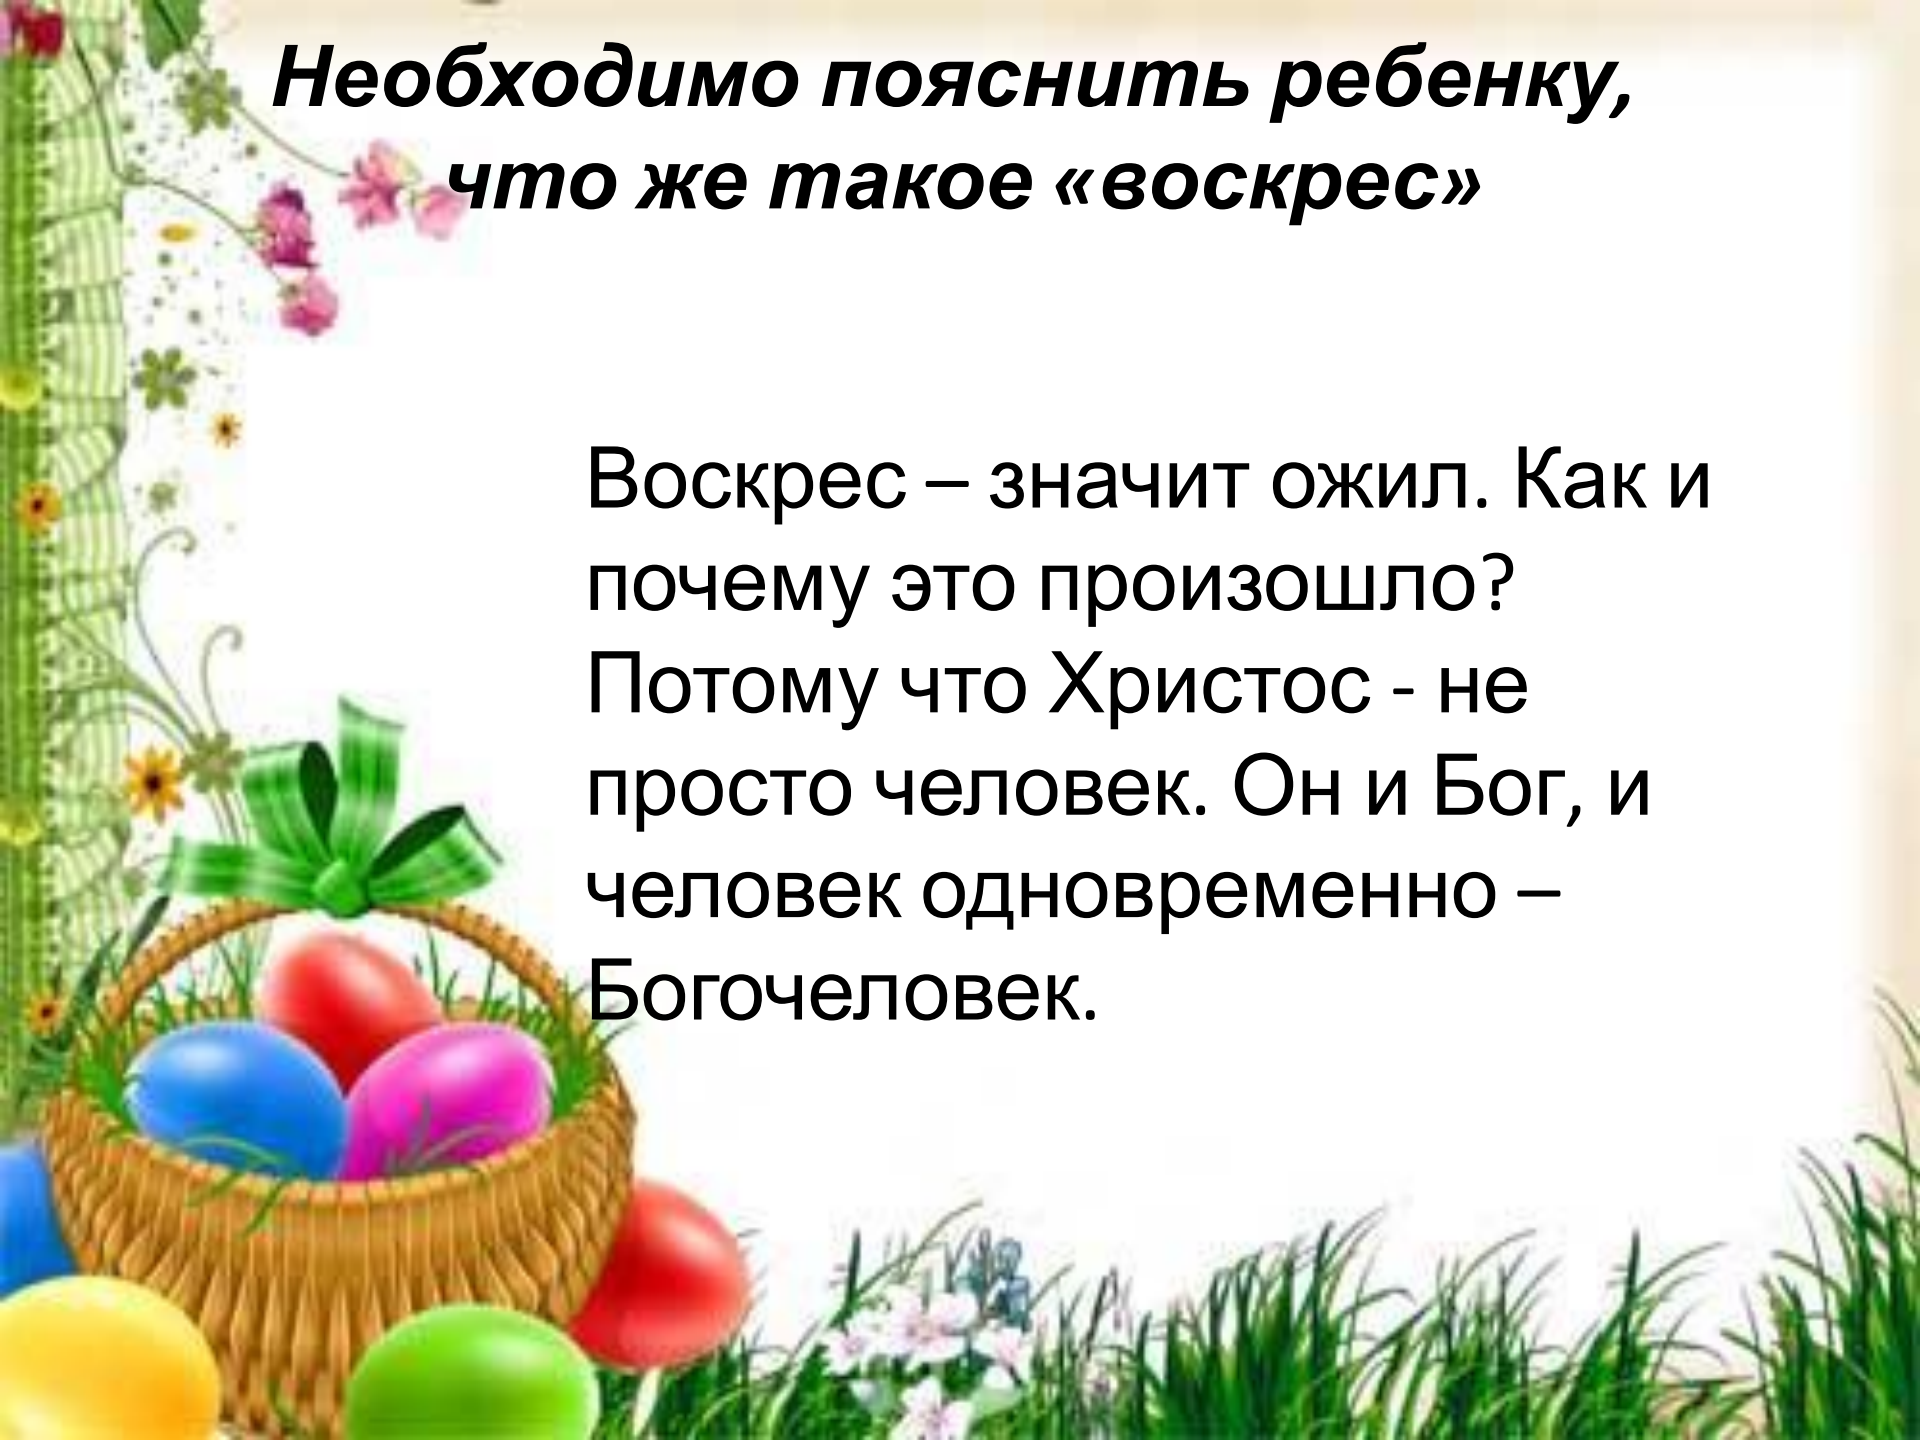 Необходимо пояснить ребенку,
что же такое «воскрес»
Воскрес – значит ожил. Как и
почему это произошло?
Потому что Христос - не
просто человек. Он и Бог, и
человек одновременно –
Богочеловек.